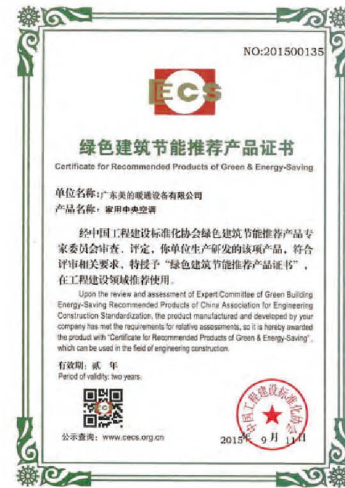 NO:201500135
ECS
绿色建筑节能推荐产品证书
Certificate for Recommended Products of Green & Energy-Saving
单位名称:广东美的暖通设备有限公司
产品名称: 家用中央空调
经中国工程建设标准化协会绿色建筑节能推荐产品专
家委员会审查、评定，你单位生产研发的该项产品，符合
评审相关要求，特授予“绿色建筑节能推荐产品证书”，
在工程建设领域推荐使用。
Upon the review and assessment of Expert Committee of Green Building
Energy-Saving Recommended Products of China Association for Engineering
Construction Standardization, the product manufactured and developed by your
company has met the requirements for relative assessments, so it is hereby awarded
the product with “Certificate for Recommended Products of Green & Energy-Saving”,
which can be used in the field of engineering construction.
有效期: 贰 年
Period of validity: two years.
中国工程建设标准化协会
公示查询: www.cecs.org.cn
2015年 9月 11日